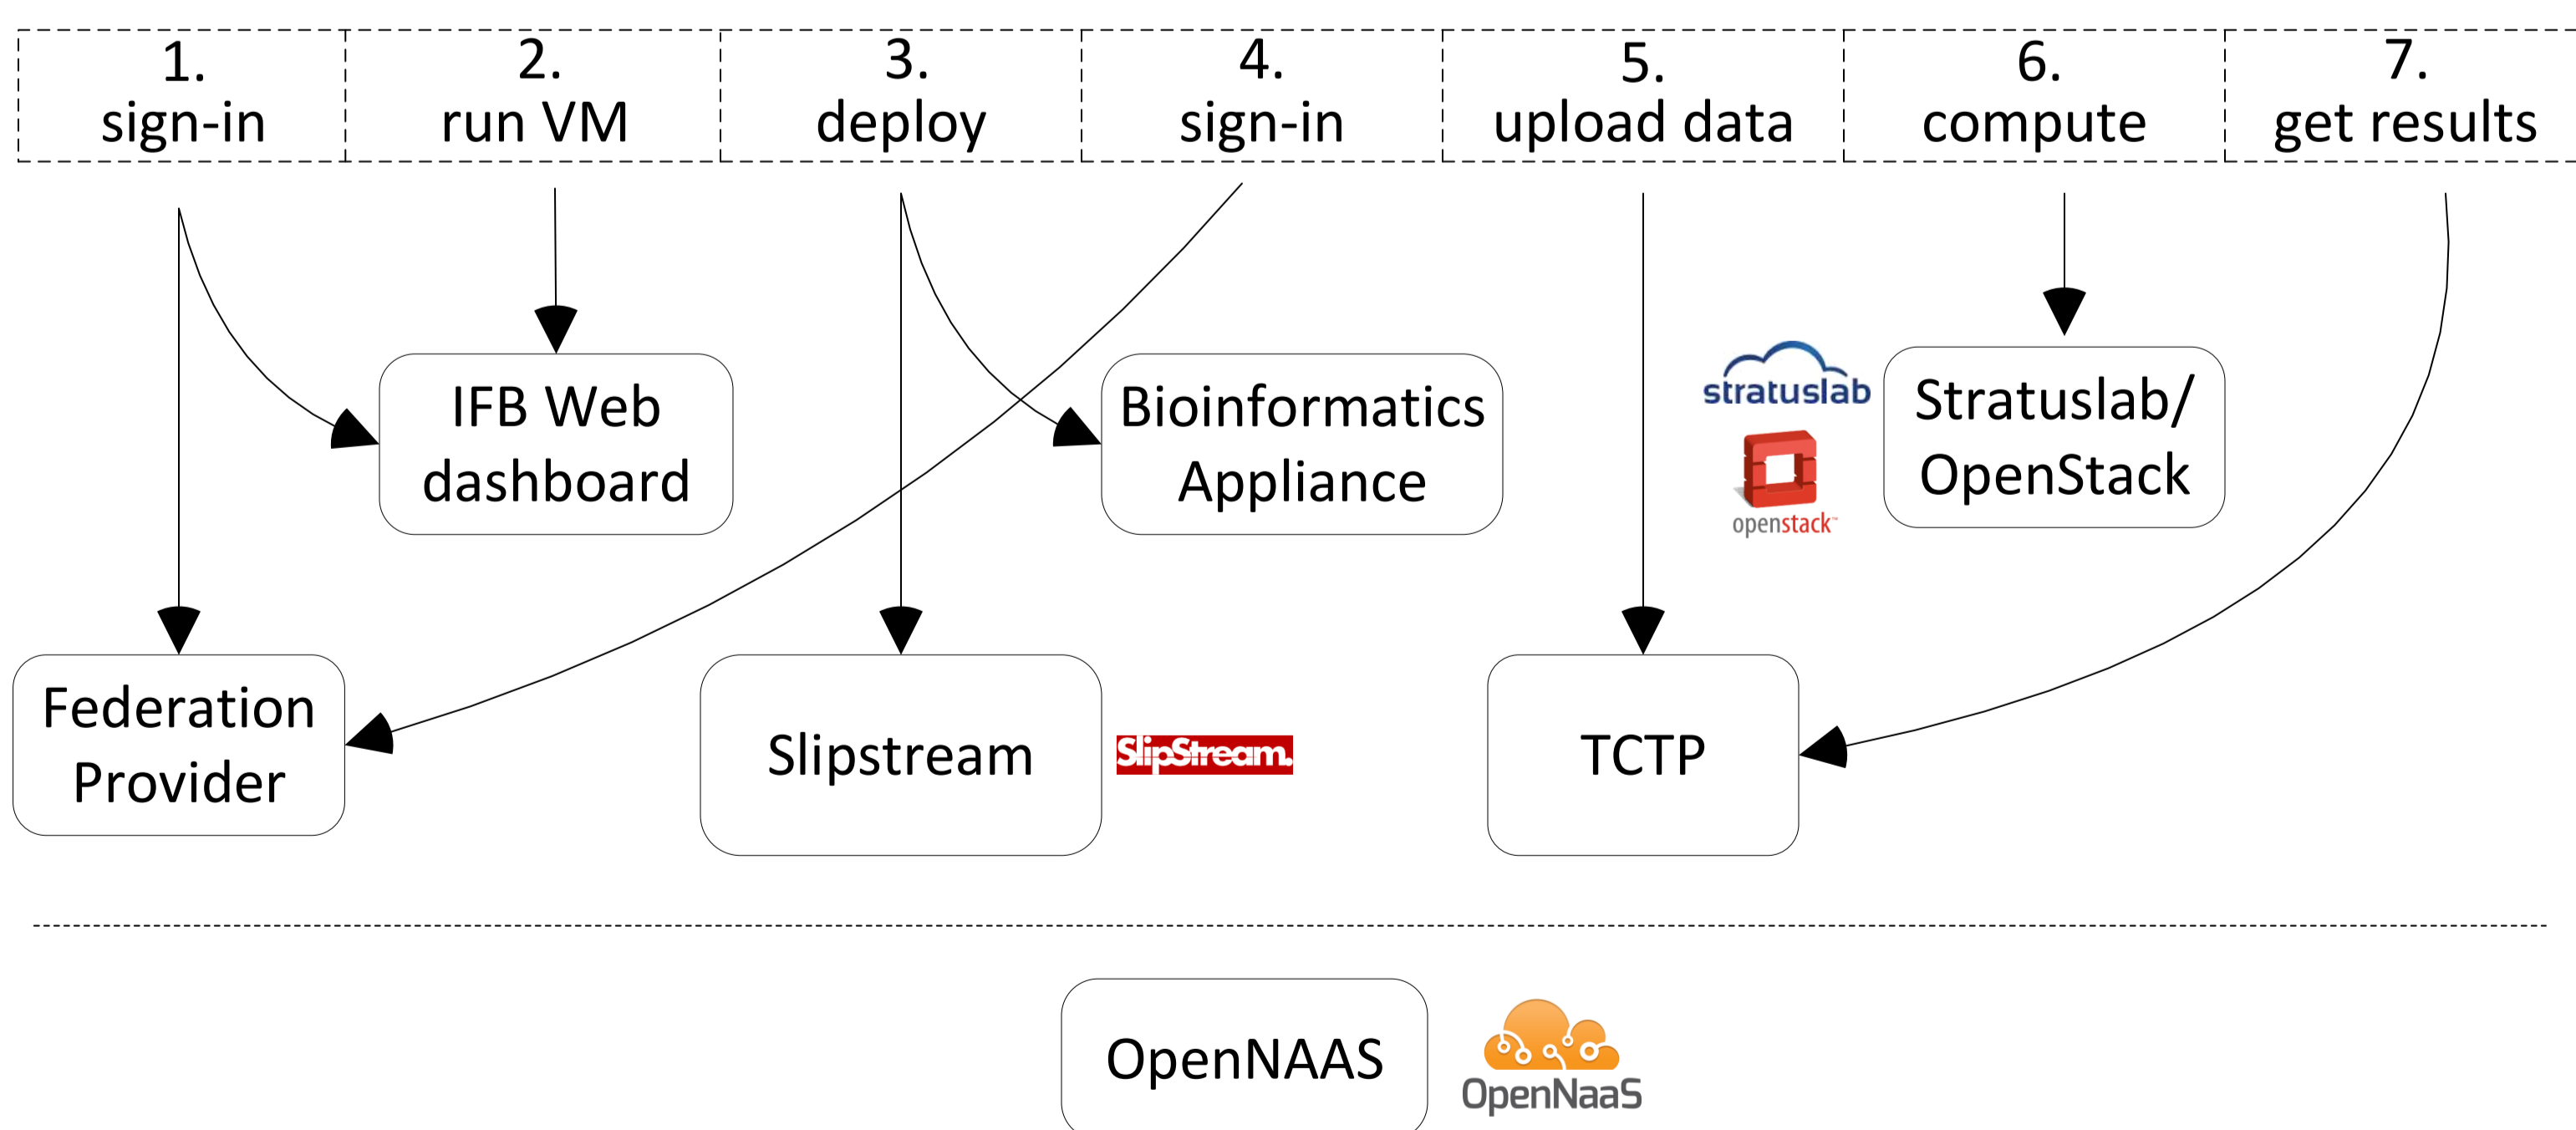 1.
sign-in
2.
run VM
3.
deploy
4.
sign-in
5.
upload data
6.
compute
7.
get results
IFB Web
dashboard
Bioinformatics
Appliance
stratuslab
openstack™
Stratuslab/
OpenStack
Federation
Provider
Slipstream
SlipStream.
TCTP
OpenNAAS
OpenNaaS